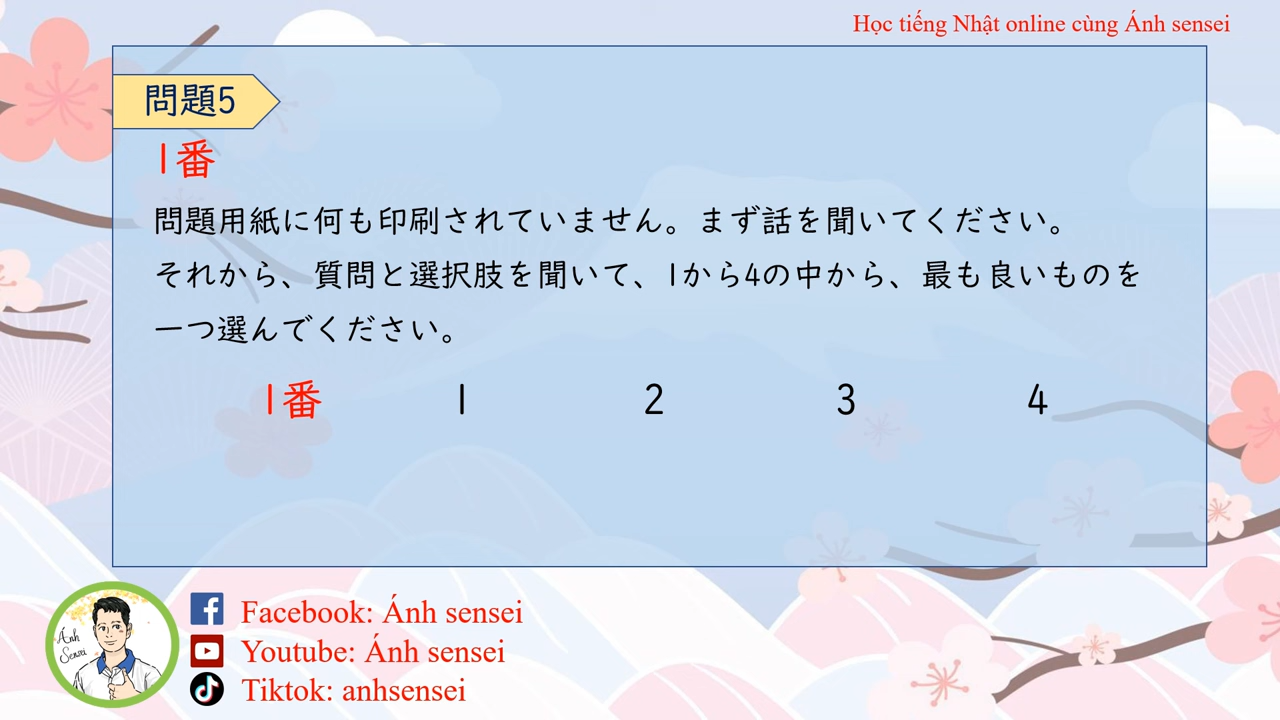 Học tiếng Nhật online cùng Ánh sensei
問題5
1番
問題用紙に何も印刷されていません。まず話を聞いてください。
それから、質問と選択肢を聞いて、1から4の中から、最も良いものを
一つ選んでください。
1番 1 2 3 4
Ánh
Sensei
Facebook: Ánh sensei
Youtube: Ánh sensei
Tiktok: anhsensei